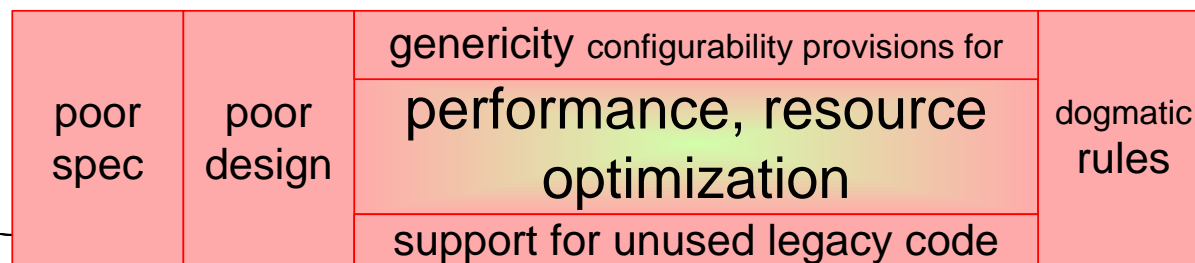 poor
spec
poor
design
genericity configurability provisions for
performance, resource
optimization
support for unused legacy code
dogmatic
rules